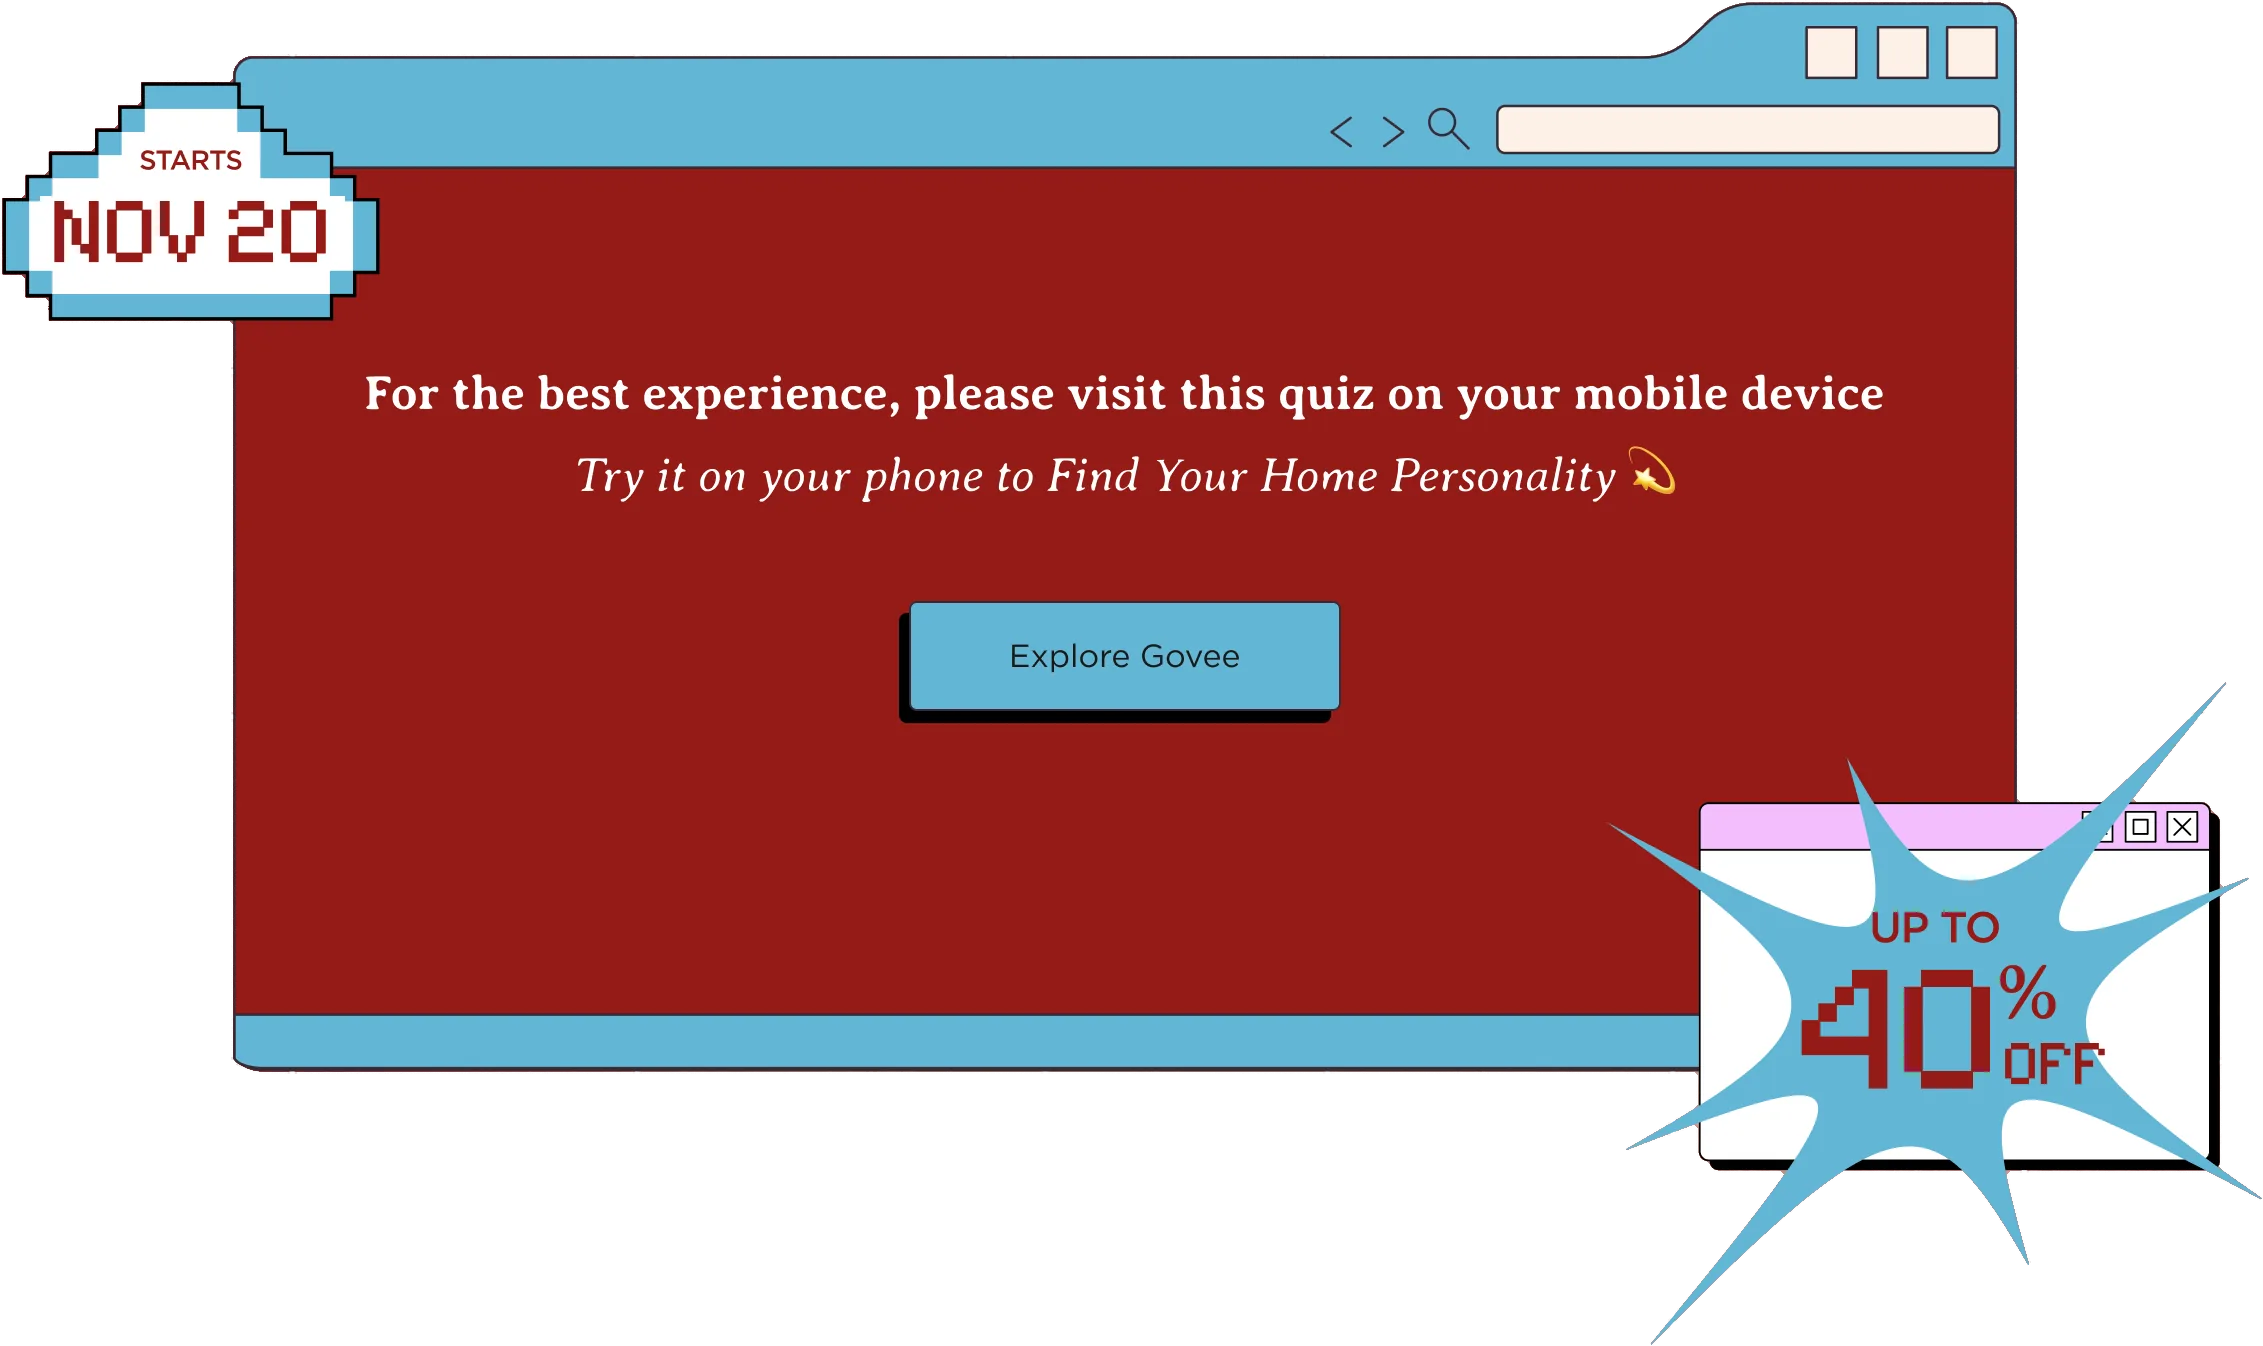 STARTS
NOV 20
For the best experience, please visit this quiz on your mobile device
Try it on your phone to Find Your Home Personality 💫
Explore Govee
UP TO
40%
OFF